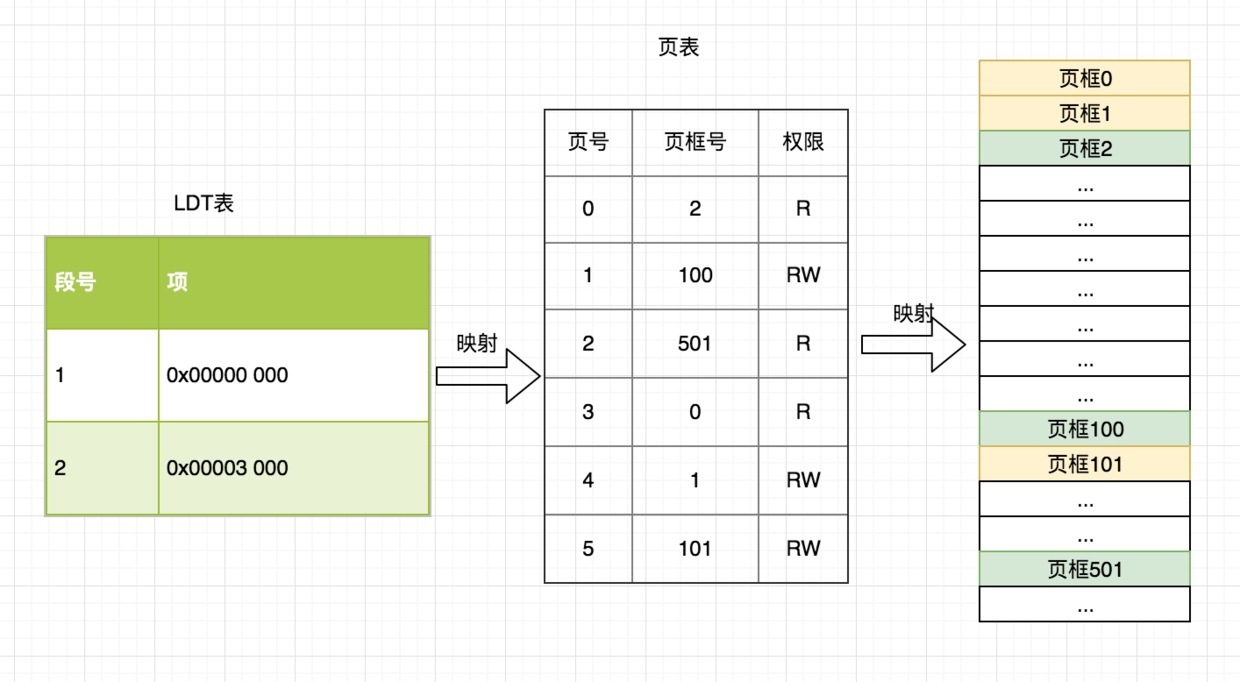 页表
LDT表
段号 项
1 0x00000 000
2 0x00003 000
映射
页号 页框号 权限
0 2 R
1 100 RW
2 501 R
3 0 R
4 1 RW
5 101 RW
映射
页框0
页框1
页框2
...
...
...
...
...
...
...
页框100
页框101
...
...
页框501
...